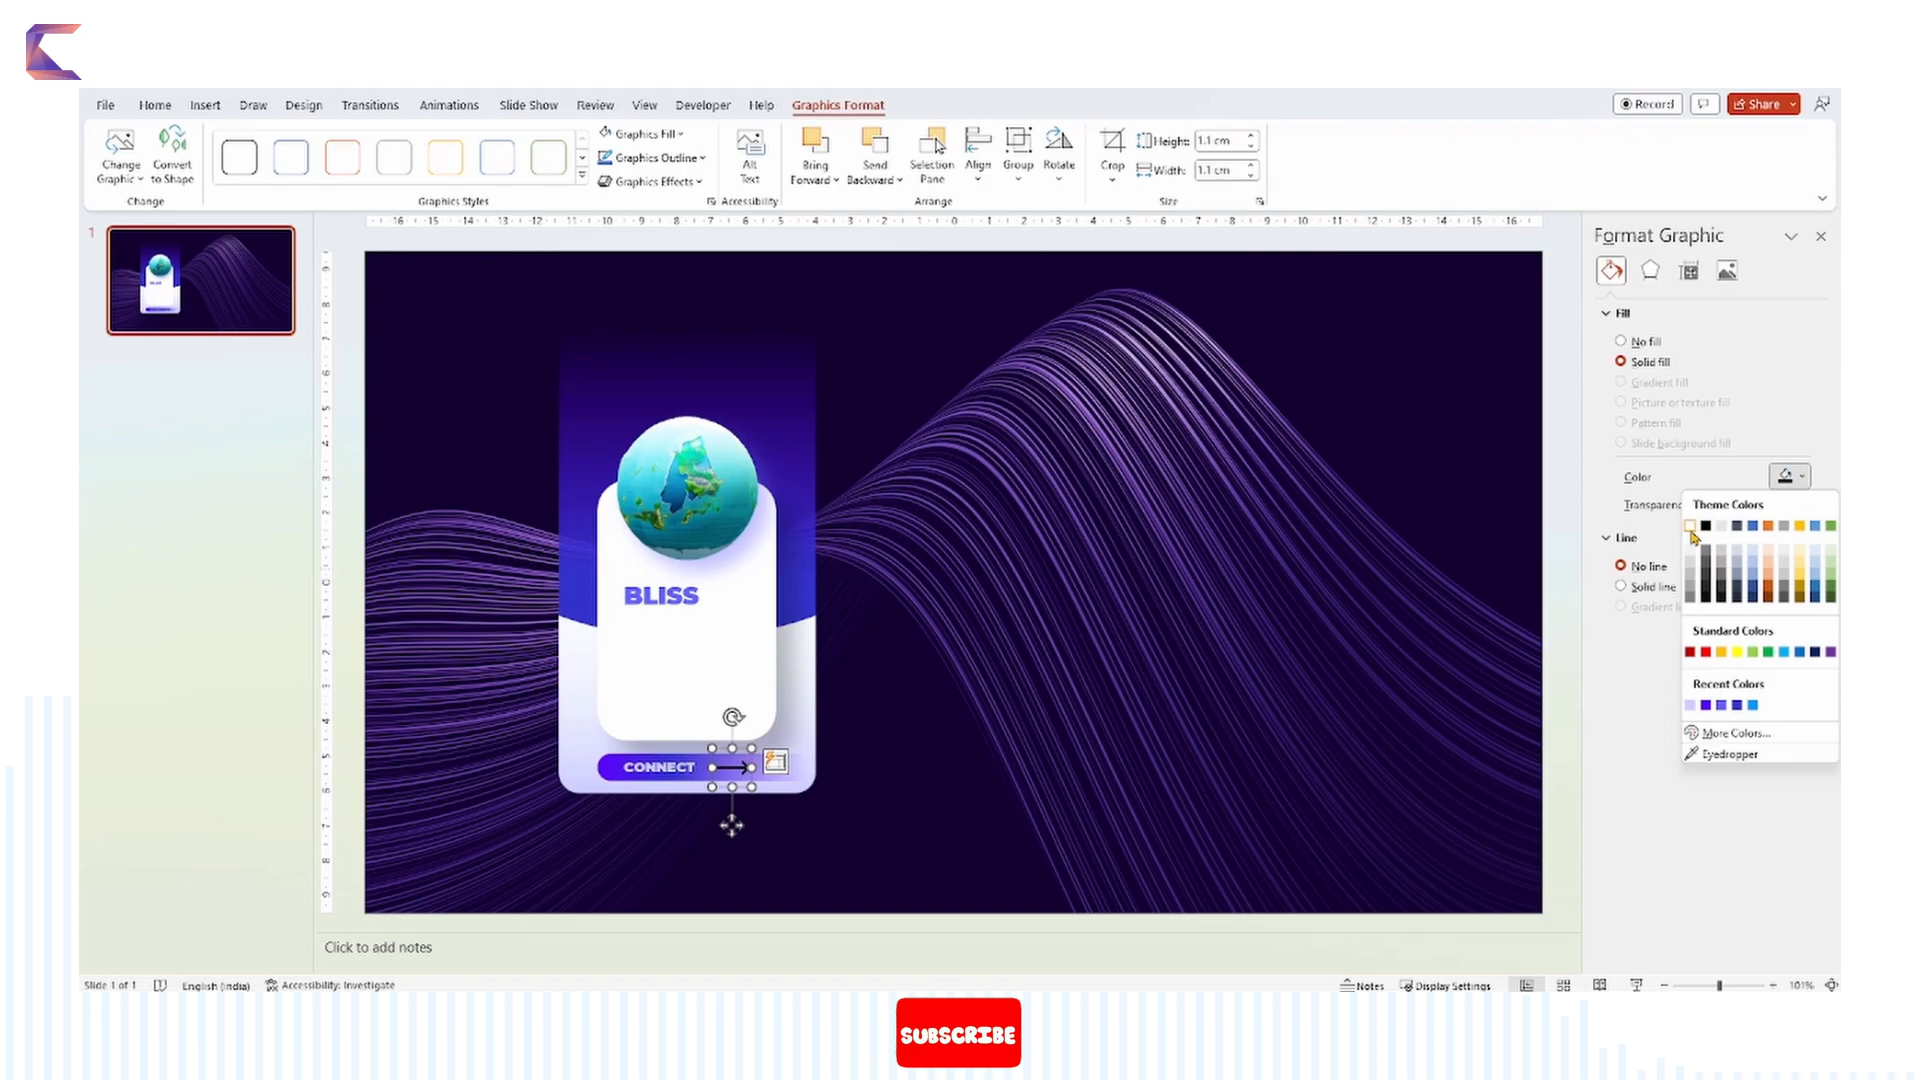 File Home Insert Draw Design Transitions Animations Slide Show Review View Developer Help Graphics Format Record Share
Change Graphic
Convert to Shape
Graphics Fill
Graphics Outline
Graphics Effects
Alt Text
Bring Forward
Send Backward
Selection Pane
Align
Group
Rotate
Crop
Height: 1.1 cm
Width: 1.1 cm
Change Graphics Styles Accessibility Arrange Size
1
Format Graphic
Fill
No fill
Solid fill
Gradient fill
Picture or texture fill
Pattern fill
Slide background fill
Color
Transparenc
Theme Colors
Line
No line
Solid line
Gradient li
Standard Colors
Recent Colors
More Colors...
Eyedropper
BLISS
CONNECT
Click to add notes
Slide 1 of 1 English (India) Accessibility: Investigate Notes Display Settings 101%
SUBSCRIBE